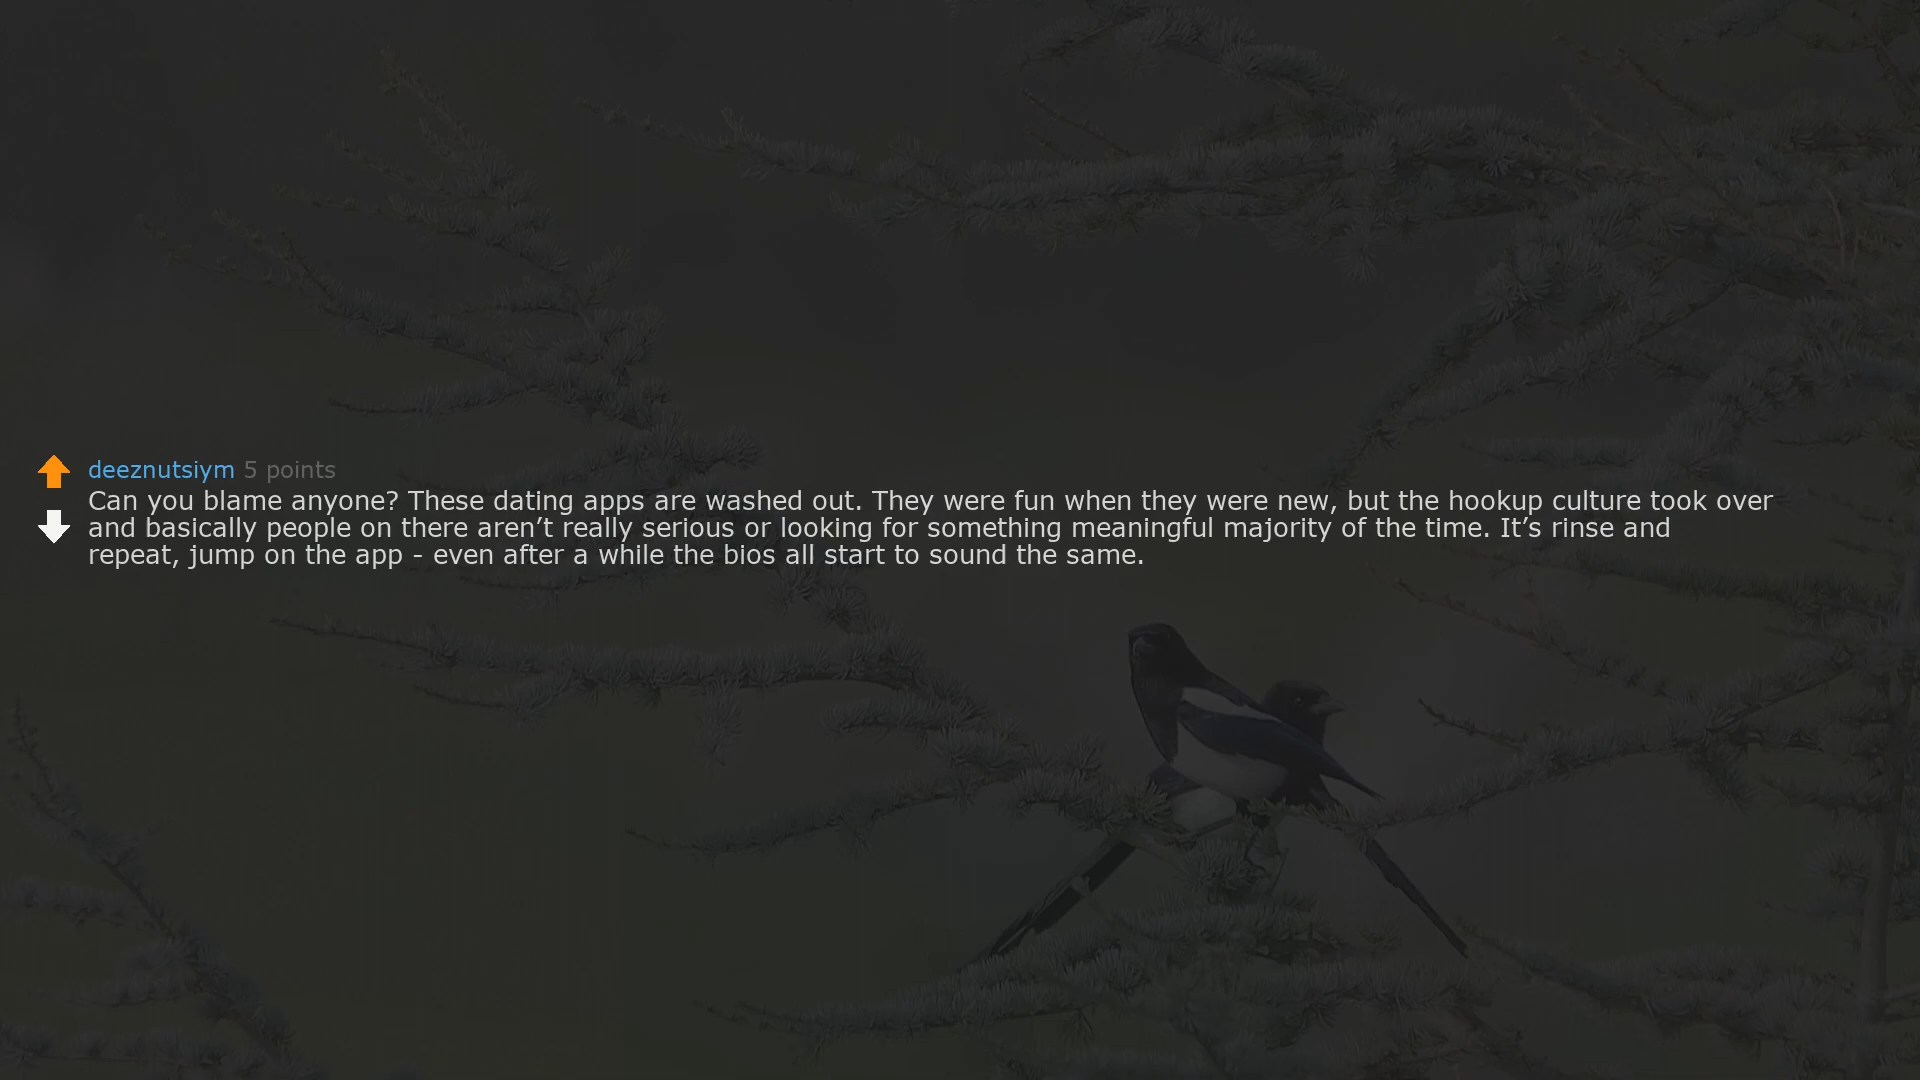 deeznutsiym 5 points
Can you blame anyone? These dating apps are washed out. They were fun when they were new, but the hookup culture took over
and basically people on there aren’t really serious or looking for something meaningful majority of the time. It’s rinse and
repeat, jump on the app - even after a while the bios all start to sound the same.